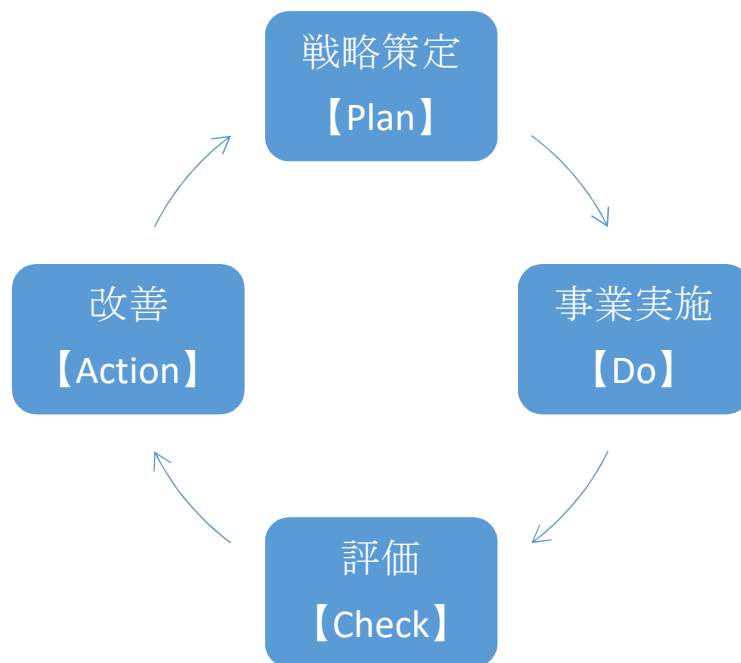 戦略策定
【Plan】
事業実施
【Do】
評価
【Check】
改善
【Action】